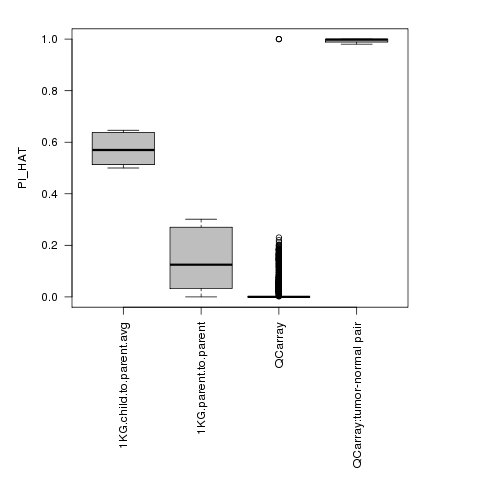 1.0
0.8
0.6
0.4
0.2
0.0
PI_HAT
1KG.child.to.parent.avg
1KG.parent.to.parent
QCarray
QCarray:tumor-normal pair